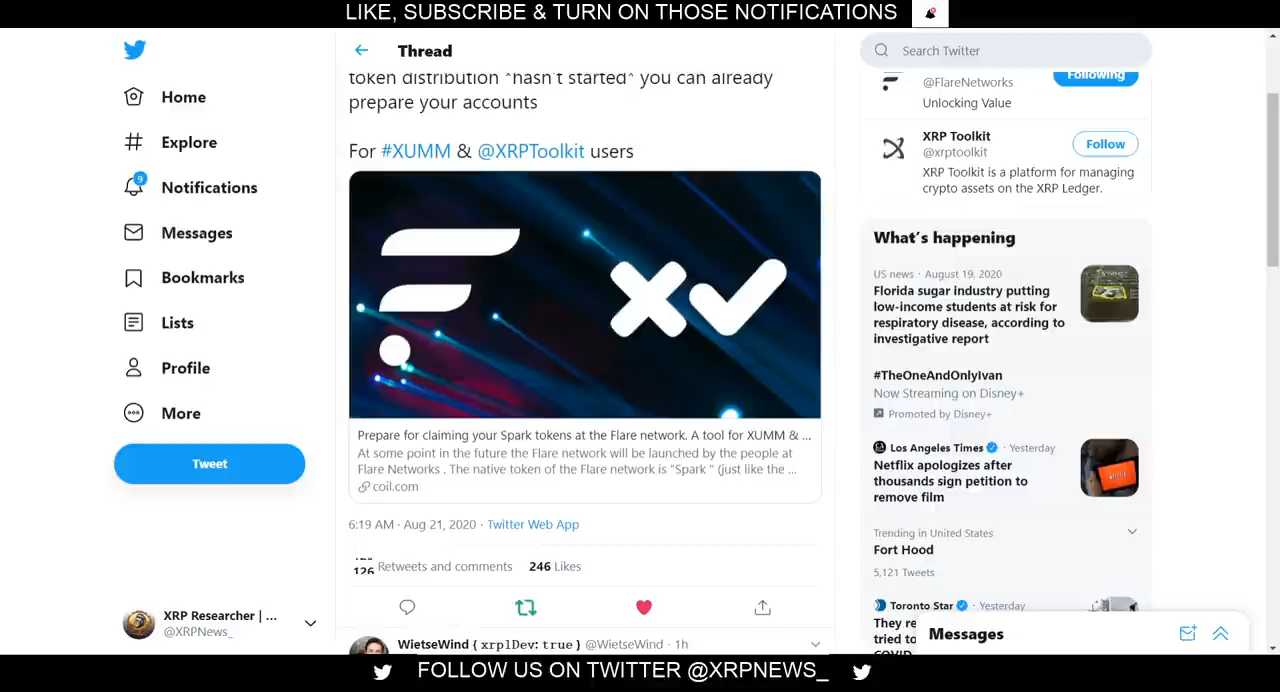 LIKE, SUBSCRIBE & TURN ON THOSE NOTIFICATIONS
Home
Explore
9
Notifications
Messages
Bookmarks
Lists
Profile
More
Tweet
XRP Researcher | ...
@XRPNews_
Thread
token distribution *hasn't started* you can already
prepare your accounts
For #XUMM & @XRPToolkit users
Prepare for claiming your Spark tokens at the Flare network. A tool for XUMM & ...
At some point in the future the Flare network will be launched by the people at
Flare Networks . The native token of the Flare network is "Spark " (just like the ...
coil.com
6:19 AM · Aug 21, 2020 · Twitter Web App
126 Retweets and comments 246 Likes
WietseWind { xrplDev: true } @WietseWind · 1h
Search Twitter
@FlareNetworks
Following
Unlocking Value
XRP Toolkit
@xrptoolkit
Follow
XRP Toolkit is a platform for managing
crypto assets on the XRP Ledger.
What's happening
US news · August 19, 2020
Florida sugar industry putting
low-income students at risk for
respiratory disease, according to
investigative report
#TheOneAndOnlyIvan
Now Streaming on Disney+
Promoted by Disney+
Los Angeles Times · Yesterday
Netflix apologizes after
thousands sign petition to
remove film
Trending in United States
Fort Hood
5,121 Tweets
Toronto Star · Yesterday
They re
tried to
Messages
FOLLOW US ON TWITTER @XRPNEWS_